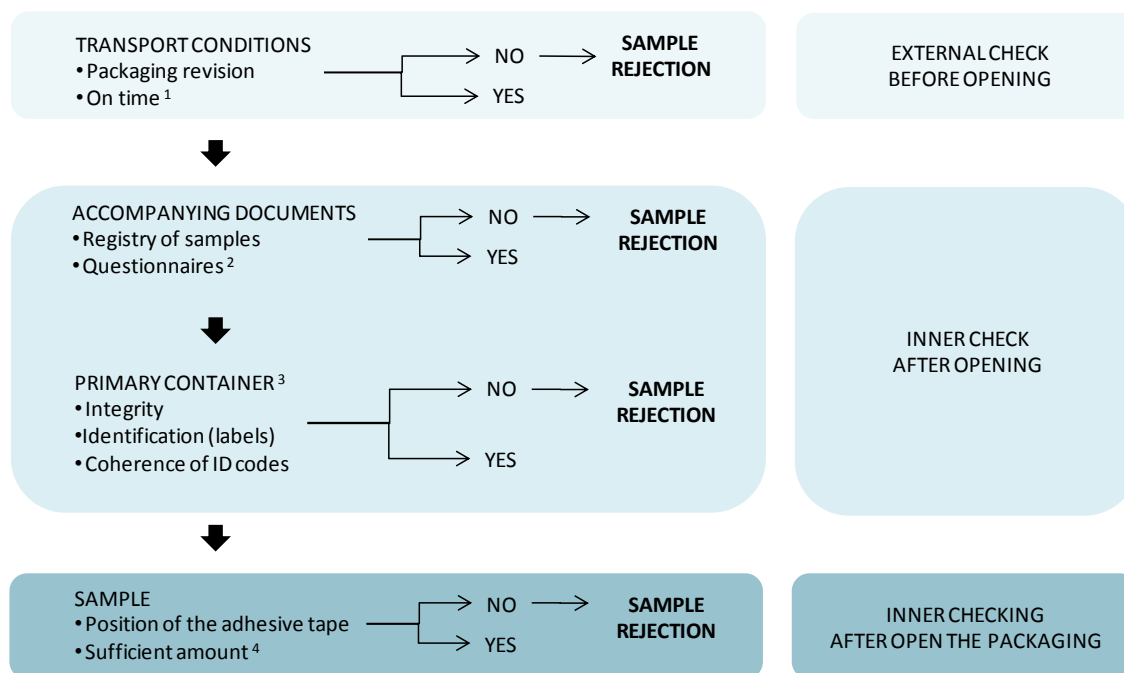 TRANSPORT CONDITIONS
•Packaging revision
•On time 1
NO
YES
SAMPLE
REJECTION
EXTERNAL CHECK
BEFORE OPENING
ACCOMPANYING DOCUMENTS
•Registry of samples
•Questionnaires 2
NO
YES
SAMPLE
REJECTION
PRIMARY CONTAINER 3
•Integrity
•Identification (labels)
•Coherence of ID codes
NO
YES
SAMPLE
REJECTION
INNER CHECK
AFTER OPENING
SAMPLE
•Position of the adhesive tape
•Sufficient amount 4
NO
YES
SAMPLE
REJECTION
INNER CHECKING
AFTER OPEN THE PACKAGING